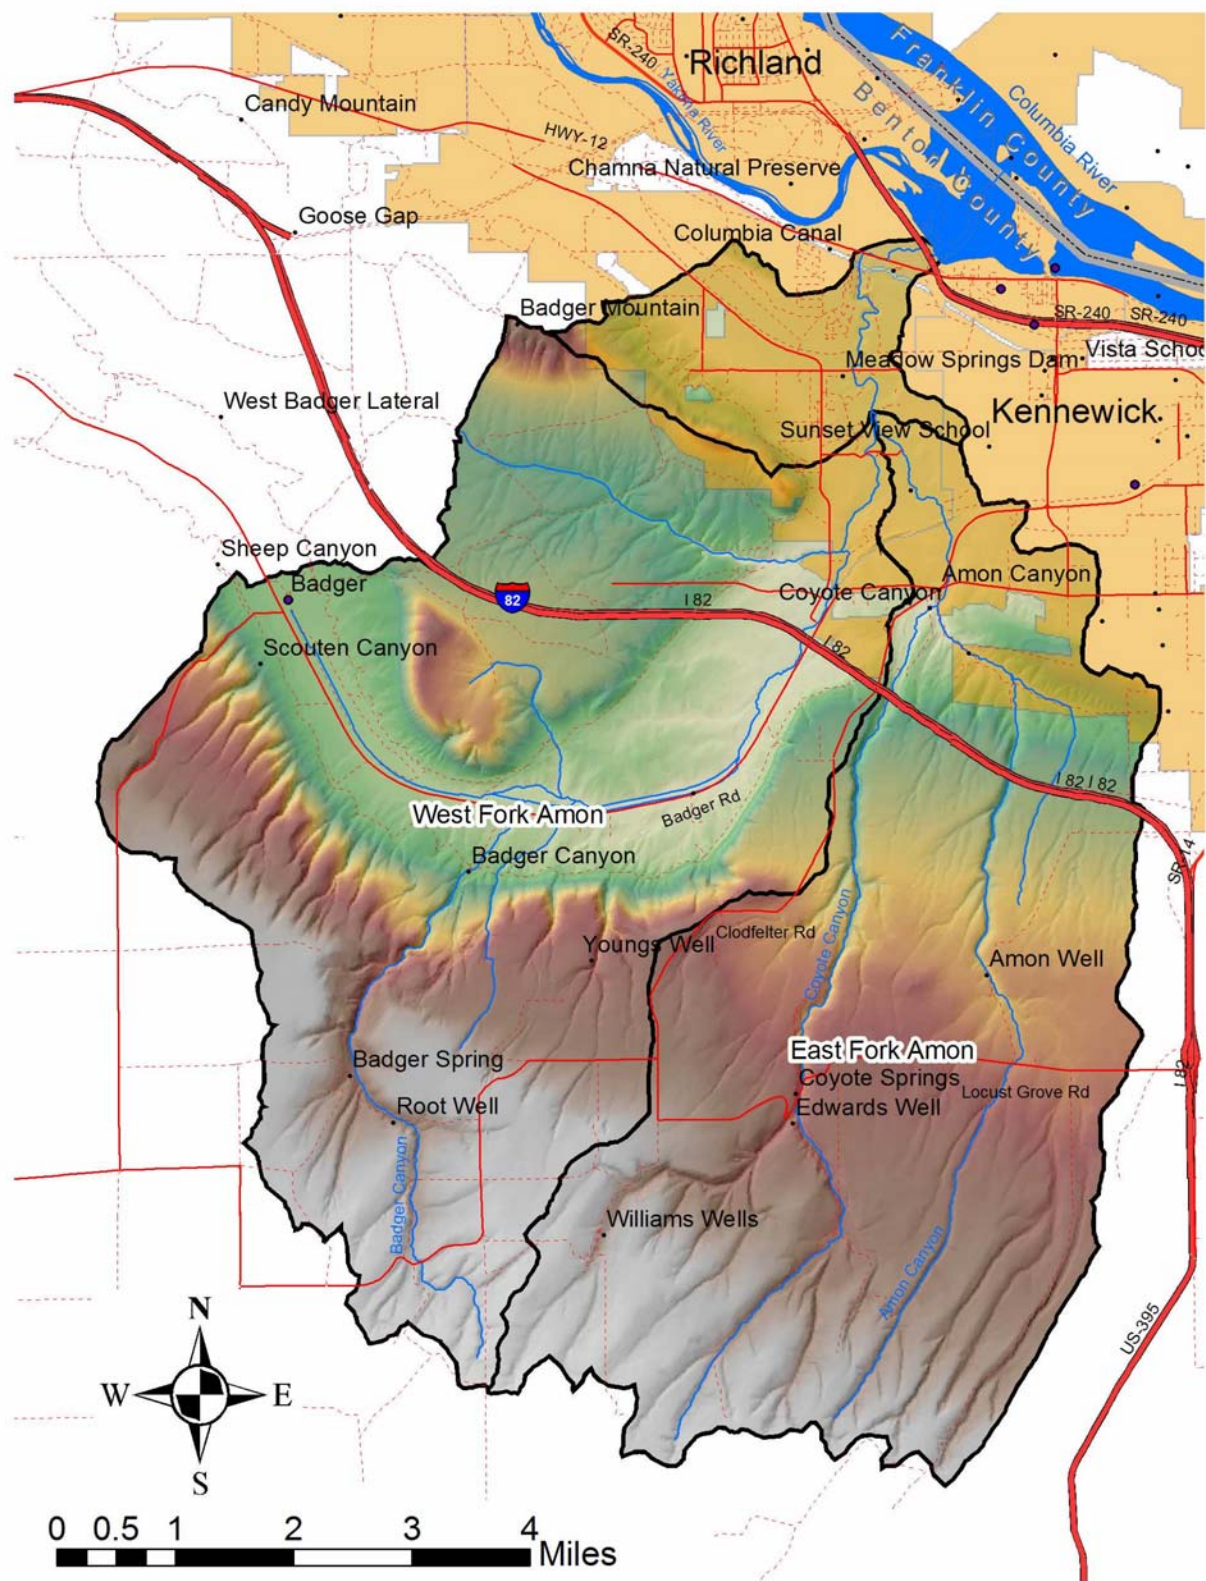 Richland
SR-240
Franklin County
Columbia River
Yakima River
Benton County
Candy Mountain
HWY-12
Chamna Natural Preserve
Goose Gap
Columbia Canal
Badger Mountain
SR-240
SR-240
Meadow Springs Dam
Vista Schoo
West Badger Lateral
Kennewick
Sunset View School
Sheep Canyon
Badger
82
I 82
Coyote Canyon
Amon Canyon
I 82
Scouten Canyon
I 82
I 82
West Fork Amon
Badger Rd
Badger Canyon
SR-14
Clodfelter Rd
Youngs Well
Coyote Canyon
Amon Well
Badger Spring
East Fork Amon
Coyote Springs
Locust Grove Rd
I 82
Root Well
Edwards Well
Badger Canyon
Williams Wells
Amon Canyon
US-395
N
W
E
S
0 0.5 1 2 3 4
Miles